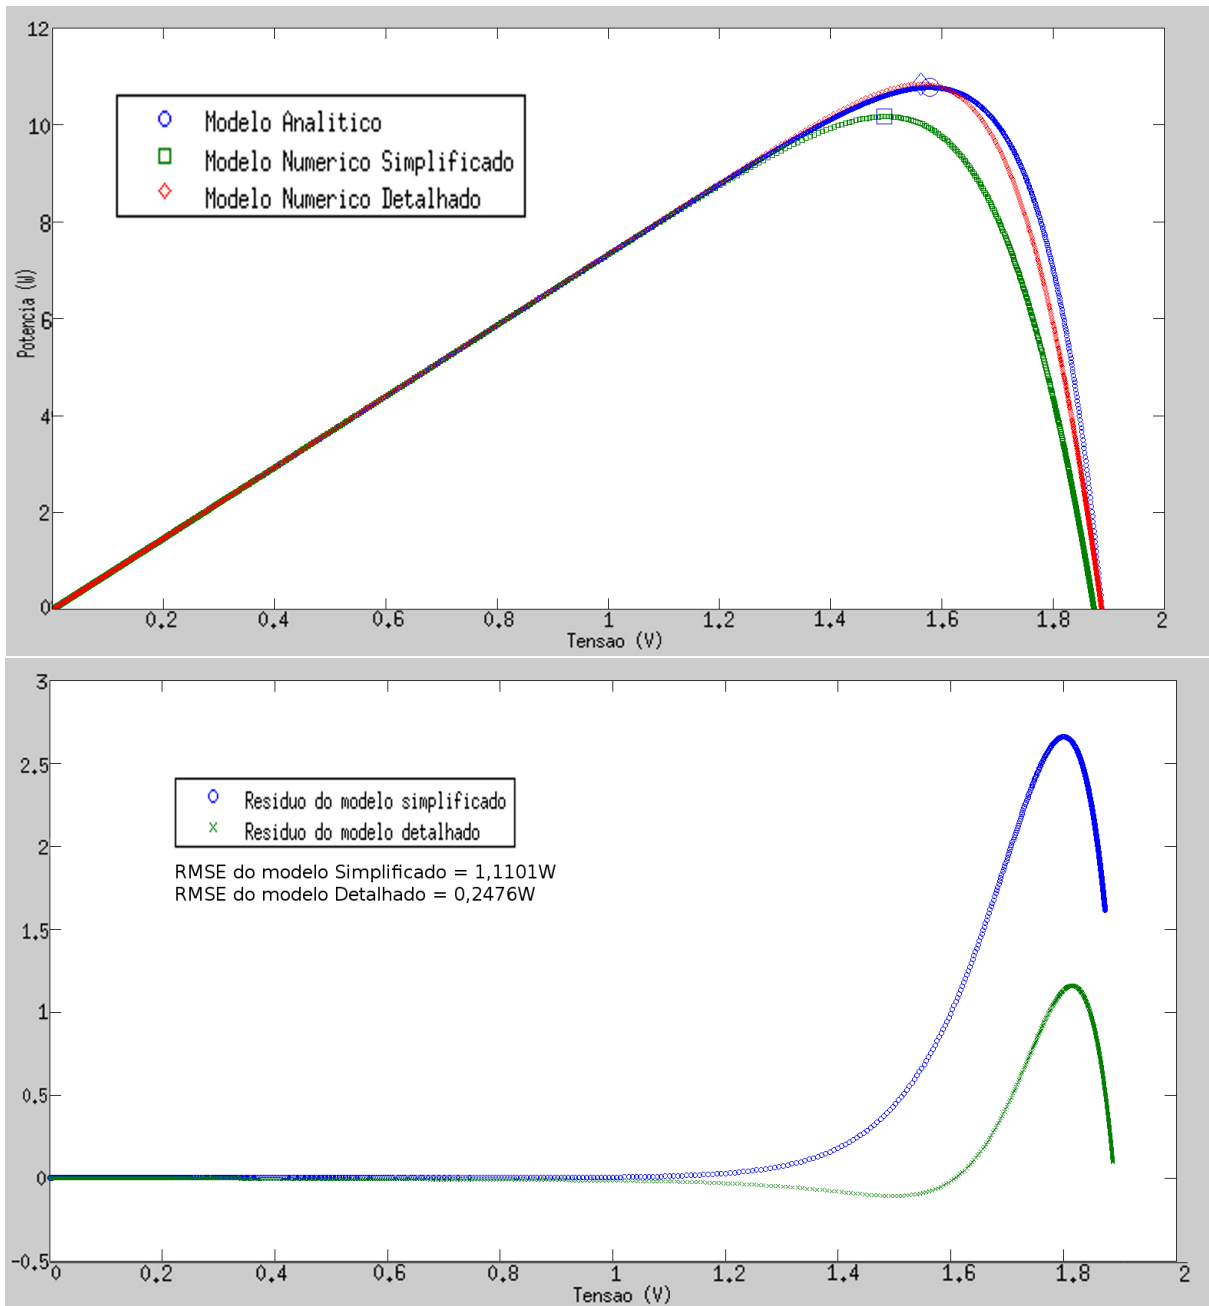 12
10
8
6
4
2
0
Potencia (W)
Modelo Analitico
Modelo Numerico Simplificado
Modelo Numerico Detalhado
0.2 0.4 0.6 0.8 1 1.2 1.4 1.6 1.8 2
Tensao (V)
3
2.5
2
1.5
1
0.5
0
-0.5
Residuo do modelo simplificado
Residuo do modelo detalhado
RMSE do modelo Simplificado = 1,1101W
RMSE do modelo Detalhado = 0,2476W
0 0.2 0.4 0.6 0.8 1 1.2 1.4 1.6 1.8 2
Tensao (V)